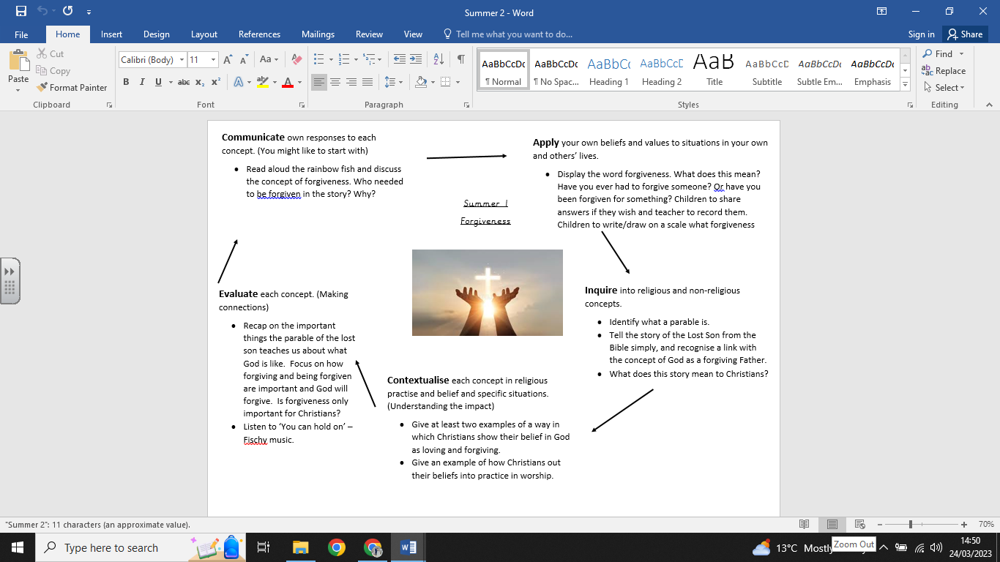 Summer 2 - Word
File Home Insert Design Layout References Mailings Review View Tell me what you want to do... Sign in Share
Paste
Cut
Copy
Format Painter
Clipboard
Calibri (Body) 11
Aa
B I U abc x₂ x²
Font
Paragraph
AaBbCcDc AaBbCcDc AaBbCc AaBbCcD AaB AaBbCcD AaBbCcDc AaBbCcDc
¶ Normal ¶ No Spac... Heading 1 Heading 2 Title Subtitle Subtle Em... Emphasis
Styles
Find
Replace
Select
Editing
Communicate own responses to each
concept. (You might like to start with)
• Read aloud the rainbow fish and discuss
the concept of forgiveness. Who needed
to be forgiven in the story? Why?
Summer 1
Forgiveness
Apply your own beliefs and values to situations in your own
and others’ lives.
• Display the word forgiveness. What does this mean?
Have you ever had to forgive someone? Or have you
been forgiven for something? Children to share
answers if they wish and teacher to record them.
Children to write/draw on a scale what forgiveness
Inquire into religious and non-religious
concepts.
• Identify what a parable is.
• Tell the story of the Lost Son from the
Bible simply, and recognise a link with
the concept of God as a forgiving Father.
• What does this story mean to Christians?
Contextualise each concept in religious
practise and belief and specific situations.
(Understanding the impact)
• Give at least two examples of a way in
which Christians show their belief in God
as loving and forgiving.
• Give an example of how Christians out
their beliefs into practice in worship.
Evaluate each concept. (Making
connections)
• Recap on the important
things the parable of the lost
son teaches us about what
God is like.  Focus on how
forgiving and being forgiven
are important and God will
forgive.  Is forgiveness only
important for Christians?
• Listen to ‘You can hold on’ –
Fischy music.
"Summer 2": 11 characters (an approximate value).
70%
Type here to search
13°C Mostly
Zoom Out
14:50
24/03/2023